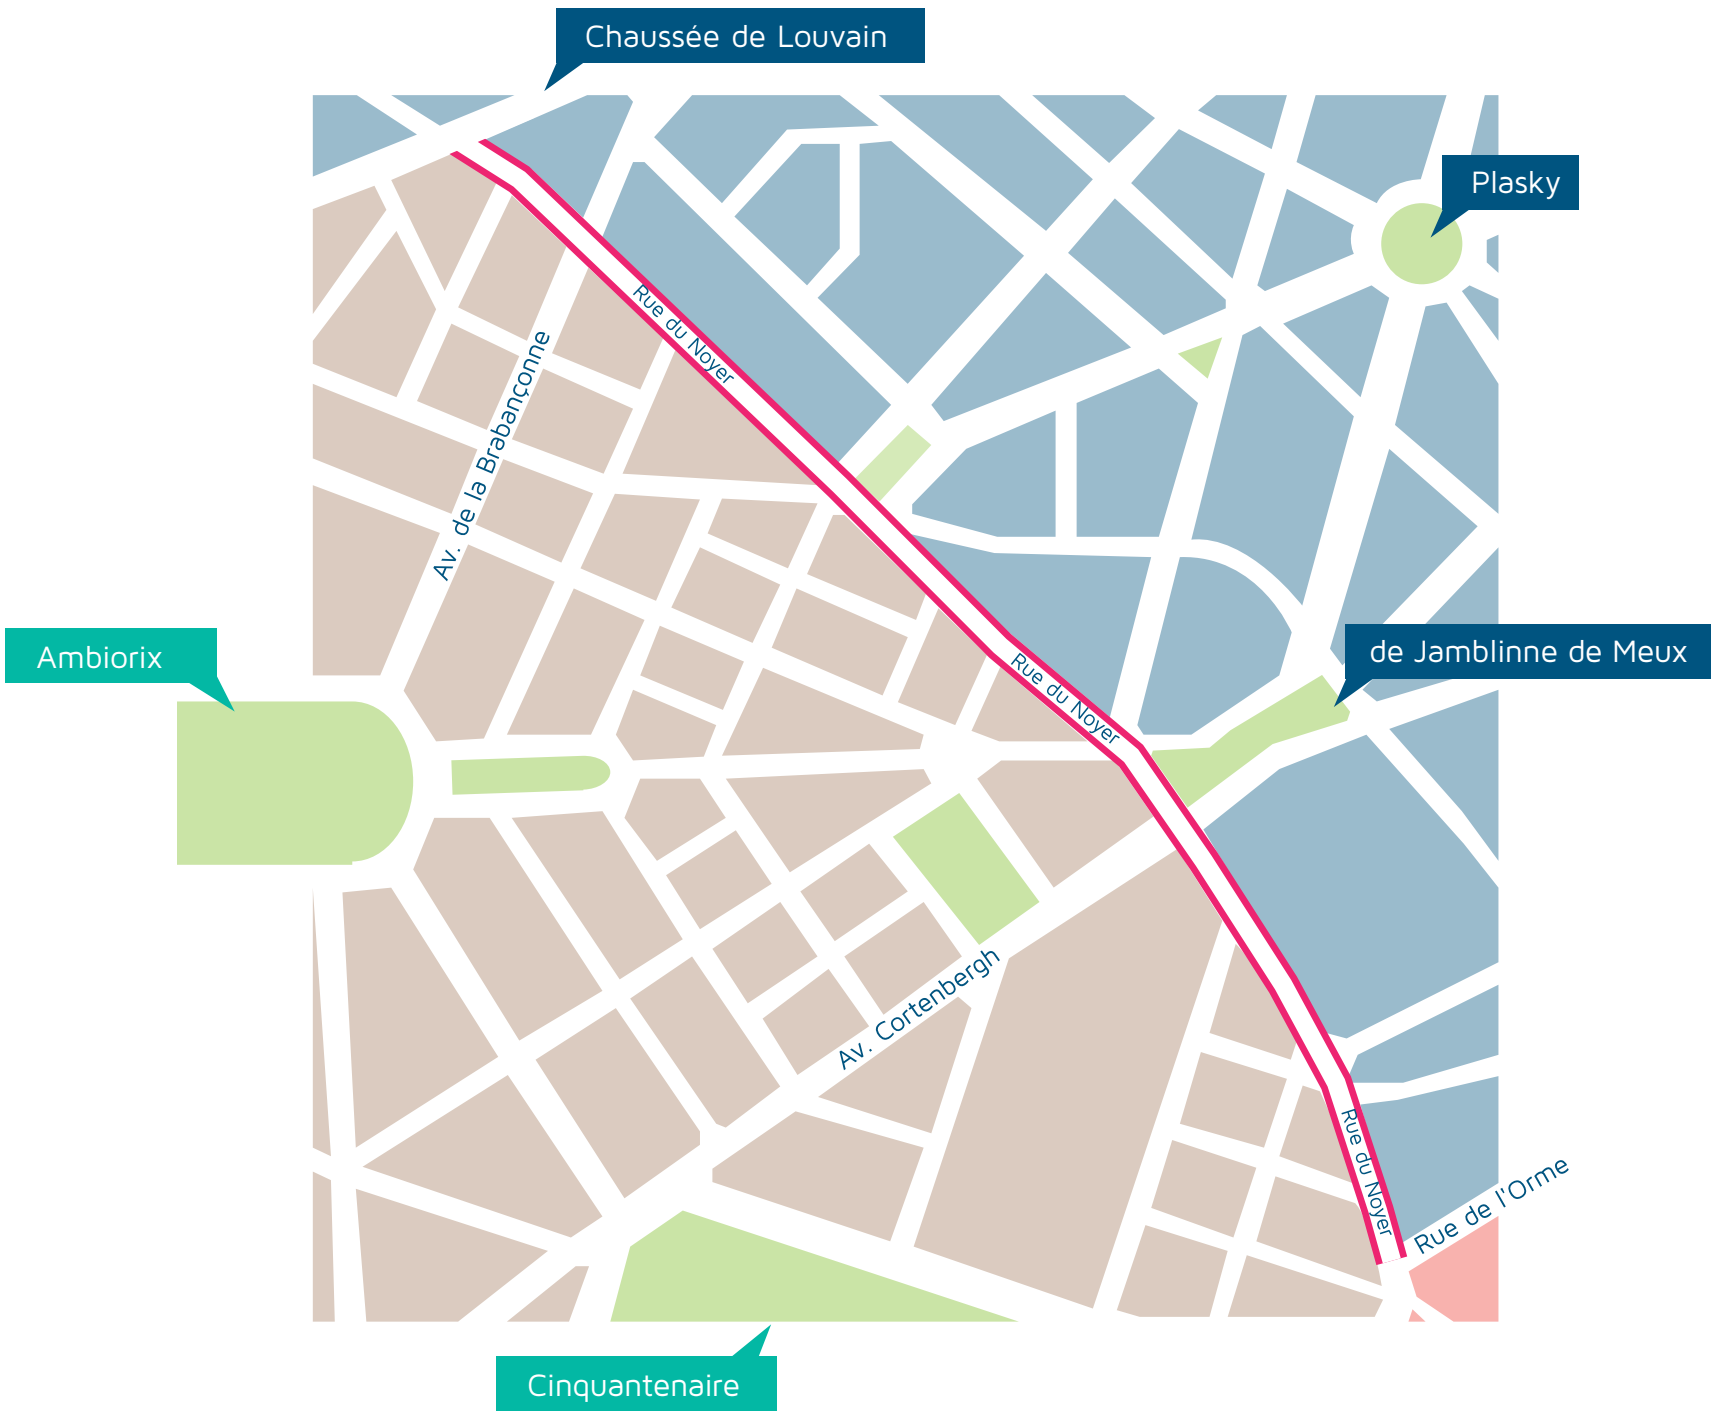 Chaussée de Louvain
Plasky
Rue du Noyer
Av. de la Brabançonne
Ambiorix
de Jamblinne de Meux
Rue du Noyer
Av. Cortenbergh
Rue du Noyer
Rue de l'Orme
Cinquantenaire